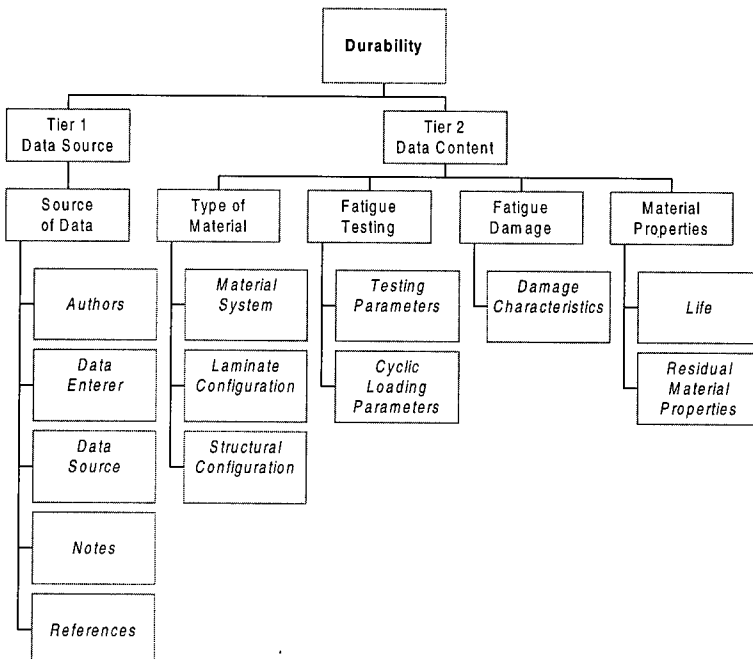 Durability
Tier 1
Data Source
Tier 2
Data Content
Source
of Data
Type of
Material
Fatigue
Testing
Fatigue
Damage
Material
Properties
Authors
Data
Enterer
Data
Source
Notes
References
Material
System
Laminate
Configuration
Structural
Configuration
Testing
Parameters
Cyclic
Loading
Parameters
Damage
Characteristics
Life
Residual
Material
Properties